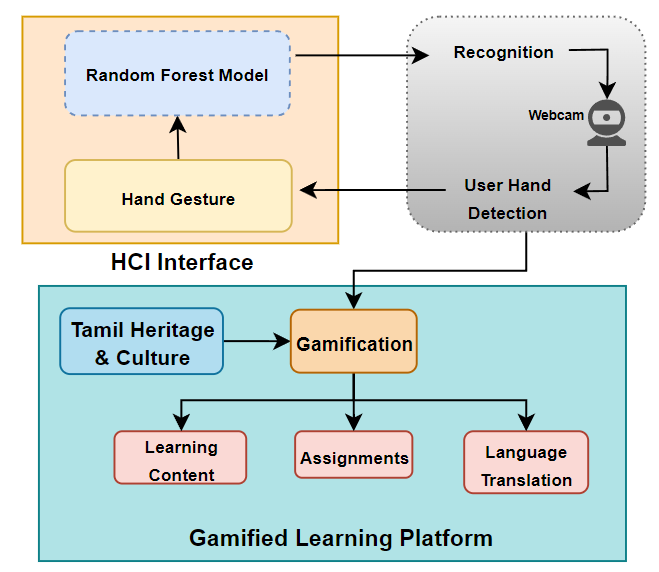 Random Forest Model
Recognition
Webcam
Hand Gesture
User Hand
Detection
HCI Interface
Tamil Heritage
& Culture
Gamification
Learning
Content
Assignments
Language
Translation
Gamified Learning Platform